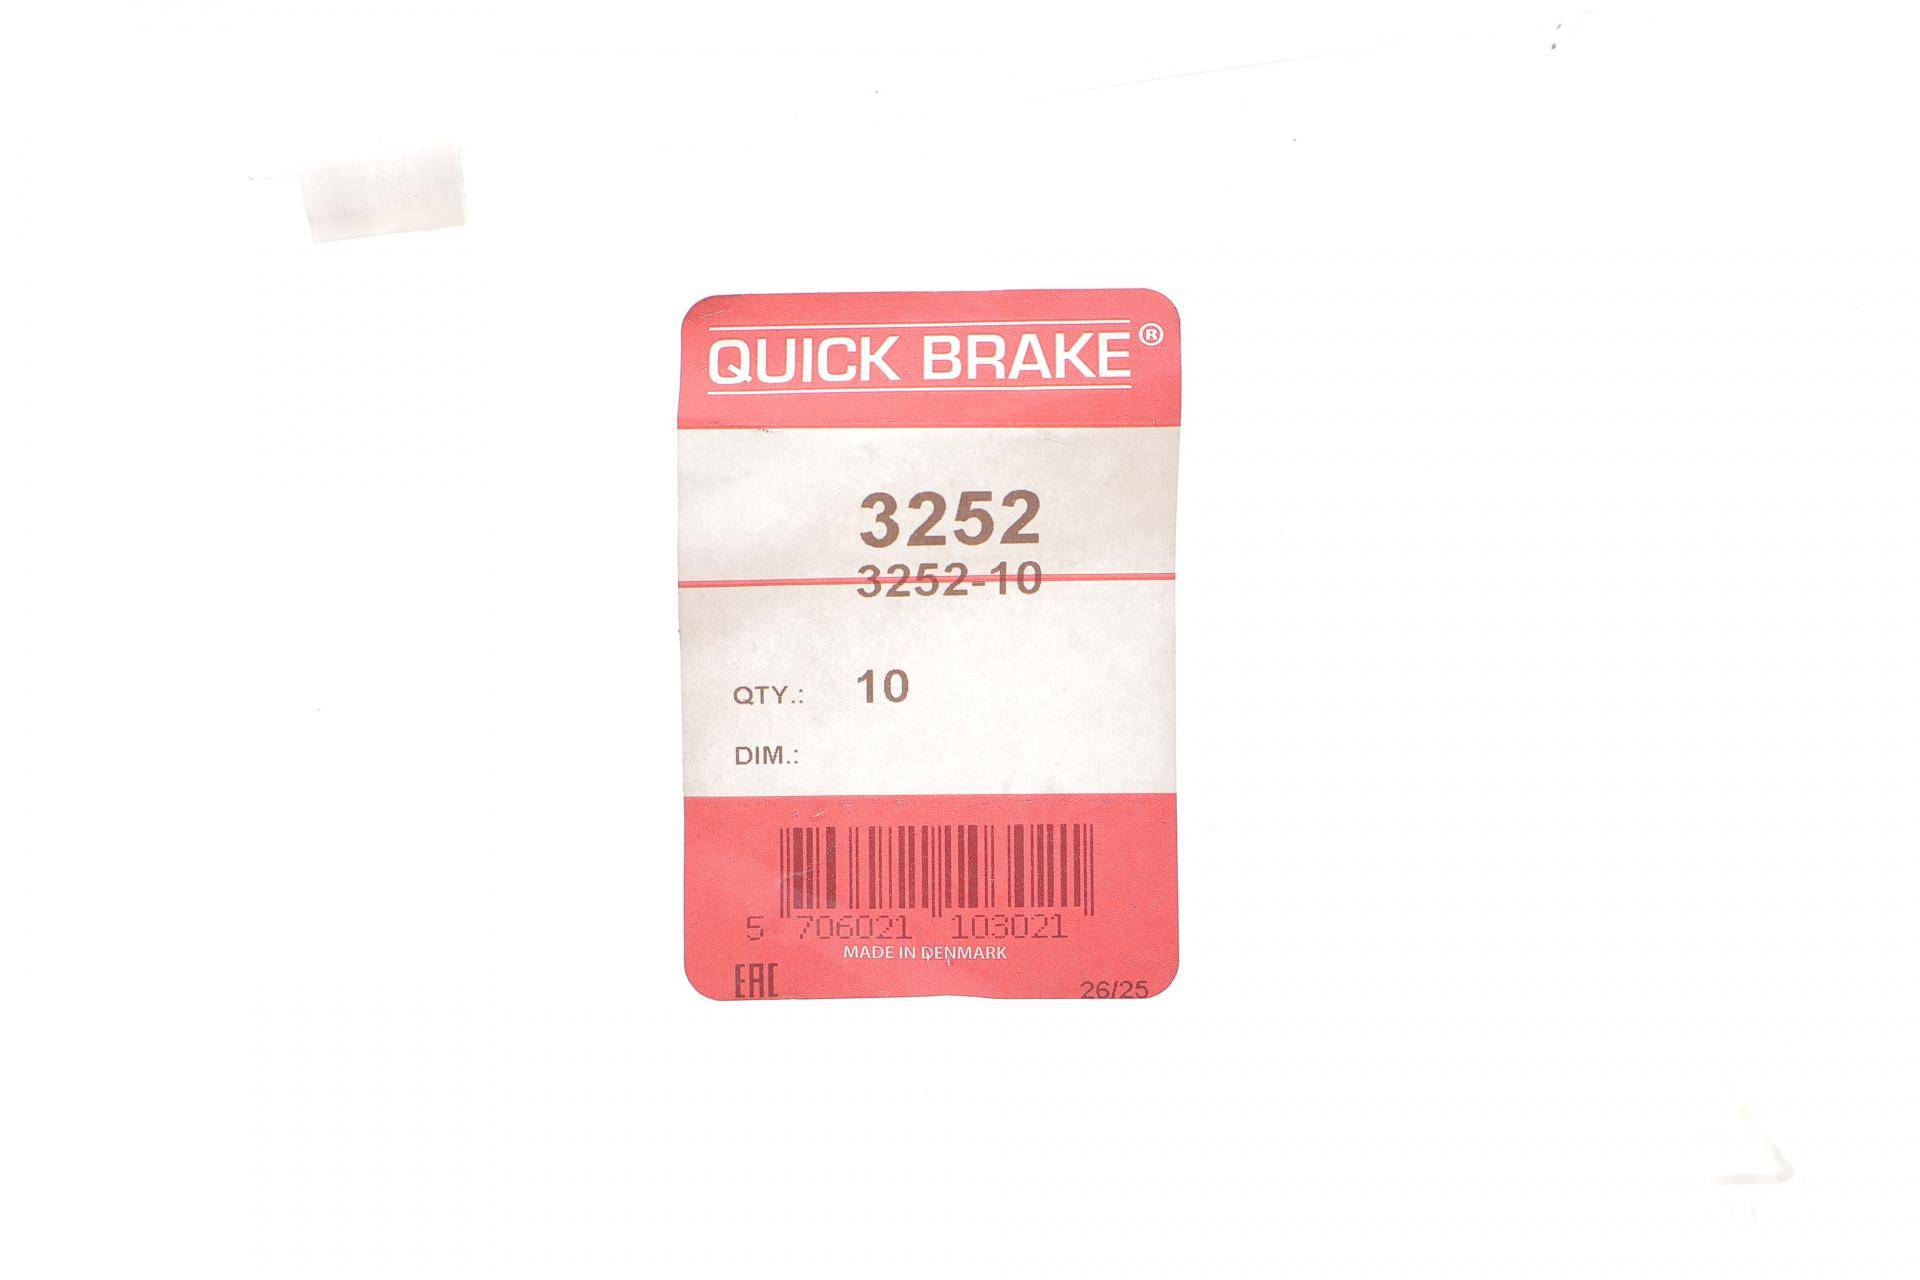 QUICK BRAKE®
3252
3252-10
QTY.: 10
DIM.:
5 706021 103021
MADE IN DENMARK
EAC 26/25